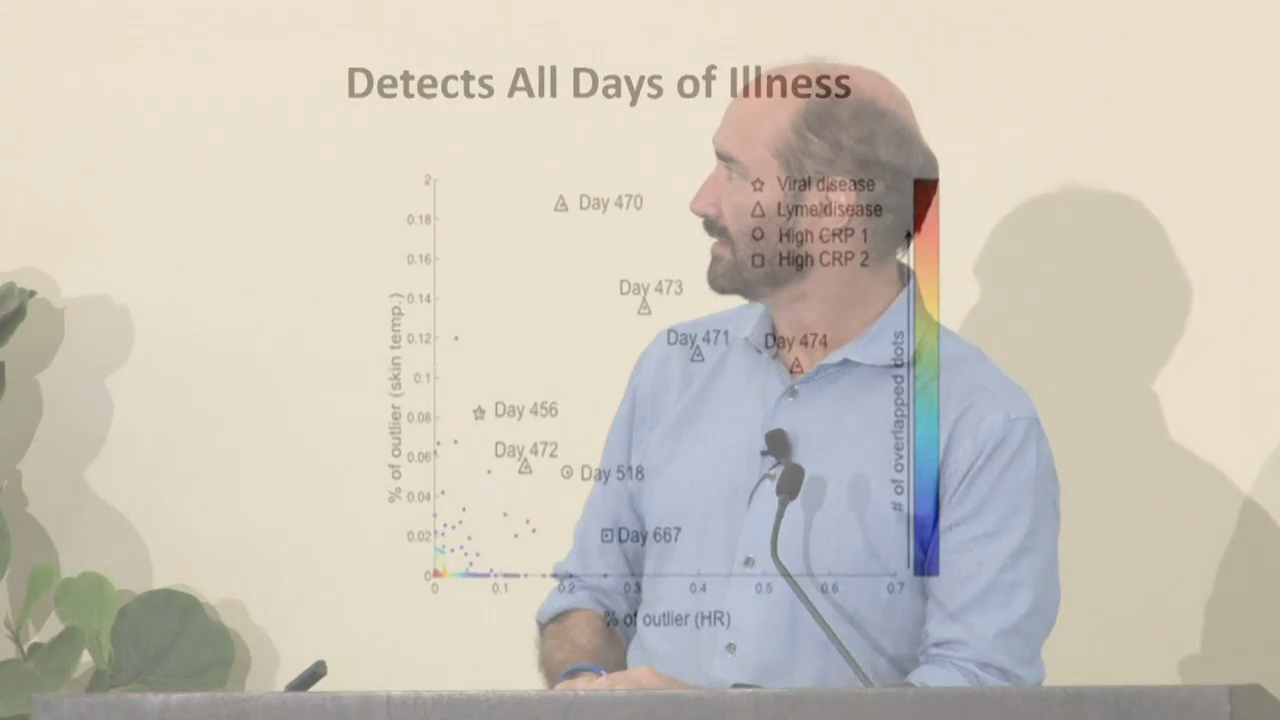 Detects All Days of Illness
2
0.18
0.16
0.14
0.12
0.1
0.08
0.06
0.04
0.02
0
% of outlier (skin temp.)
Day 470
Day 473
Day 471
Day 474
Day 456
Day 472
Day 518
Day 667
Viral disease
Lyme disease
High CRP 1
High CRP 2
# of overlapped dots
0 0.1 0.2 0.3 0.4 0.5 0.6 0.7
% of outlier (HR)